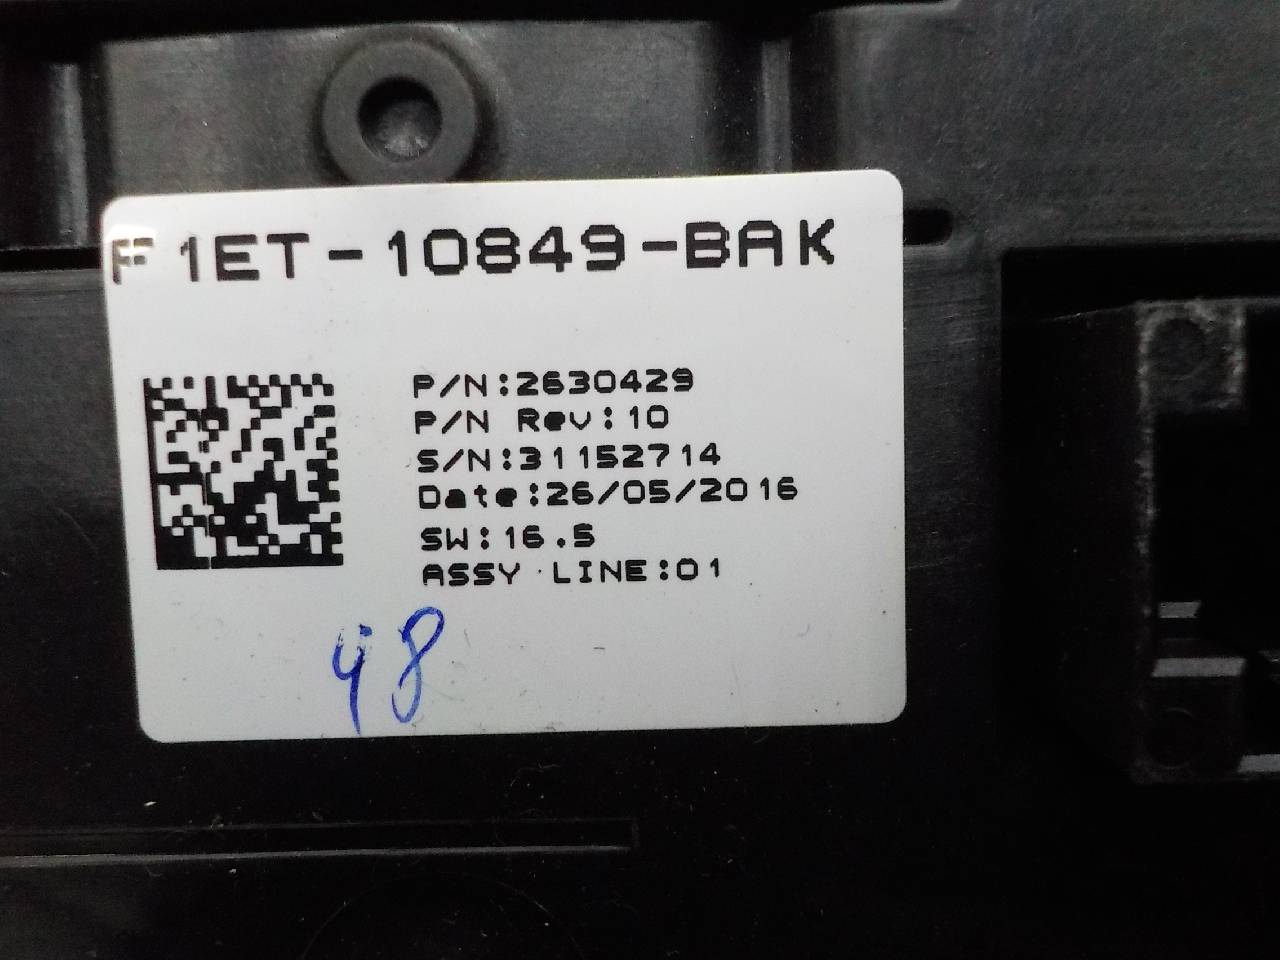 F1ET-10849-BAK
P/N:2630429
P/N Rev:10
S/N:31152714
Date:26/05/2016
SW:16.5
ASSY LINE:01
48